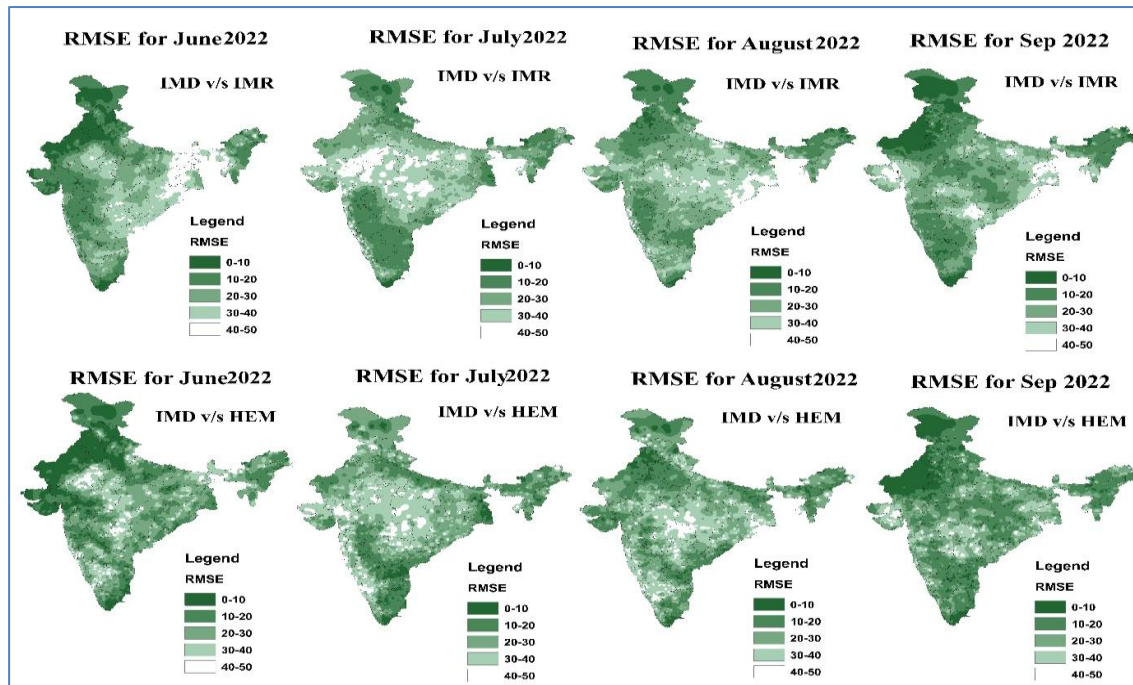 RMSE for June2022
IMD v/s IMR
Legend
RMSE
0-10
10-20
20-30
30-40
40-50
RMSE for July2022
IMD v/s IMR
Legend
RMSE
0-10
10-20
20-30
30-40
40-50
RMSE for August2022
IMD v/s IMR
Legend
RMSE
0-10
10-20
20-30
30-40
40-50
RMSE for Sep 2022
IMD v/s IMR
Legend
RMSE
0-10
10-20
20-30
30-40
40-50
RMSE for June2022
IMD v/s HEM
Legend
RMSE
0-10
10-20
20-30
30-40
40-50
RMSE for July2022
IMD v/s HEM
Legend
RMSE
0-10
10-20
20-30
30-40
40-50
RMSE for August2022
IMD v/s HEM
Legend
RMSE
0-10
10-20
20-30
30-40
40-50
RMSE for Sep 2022
IMD v/s HEM
Legend
RMSE
0-10
10-20
20-30
30-40
40-50